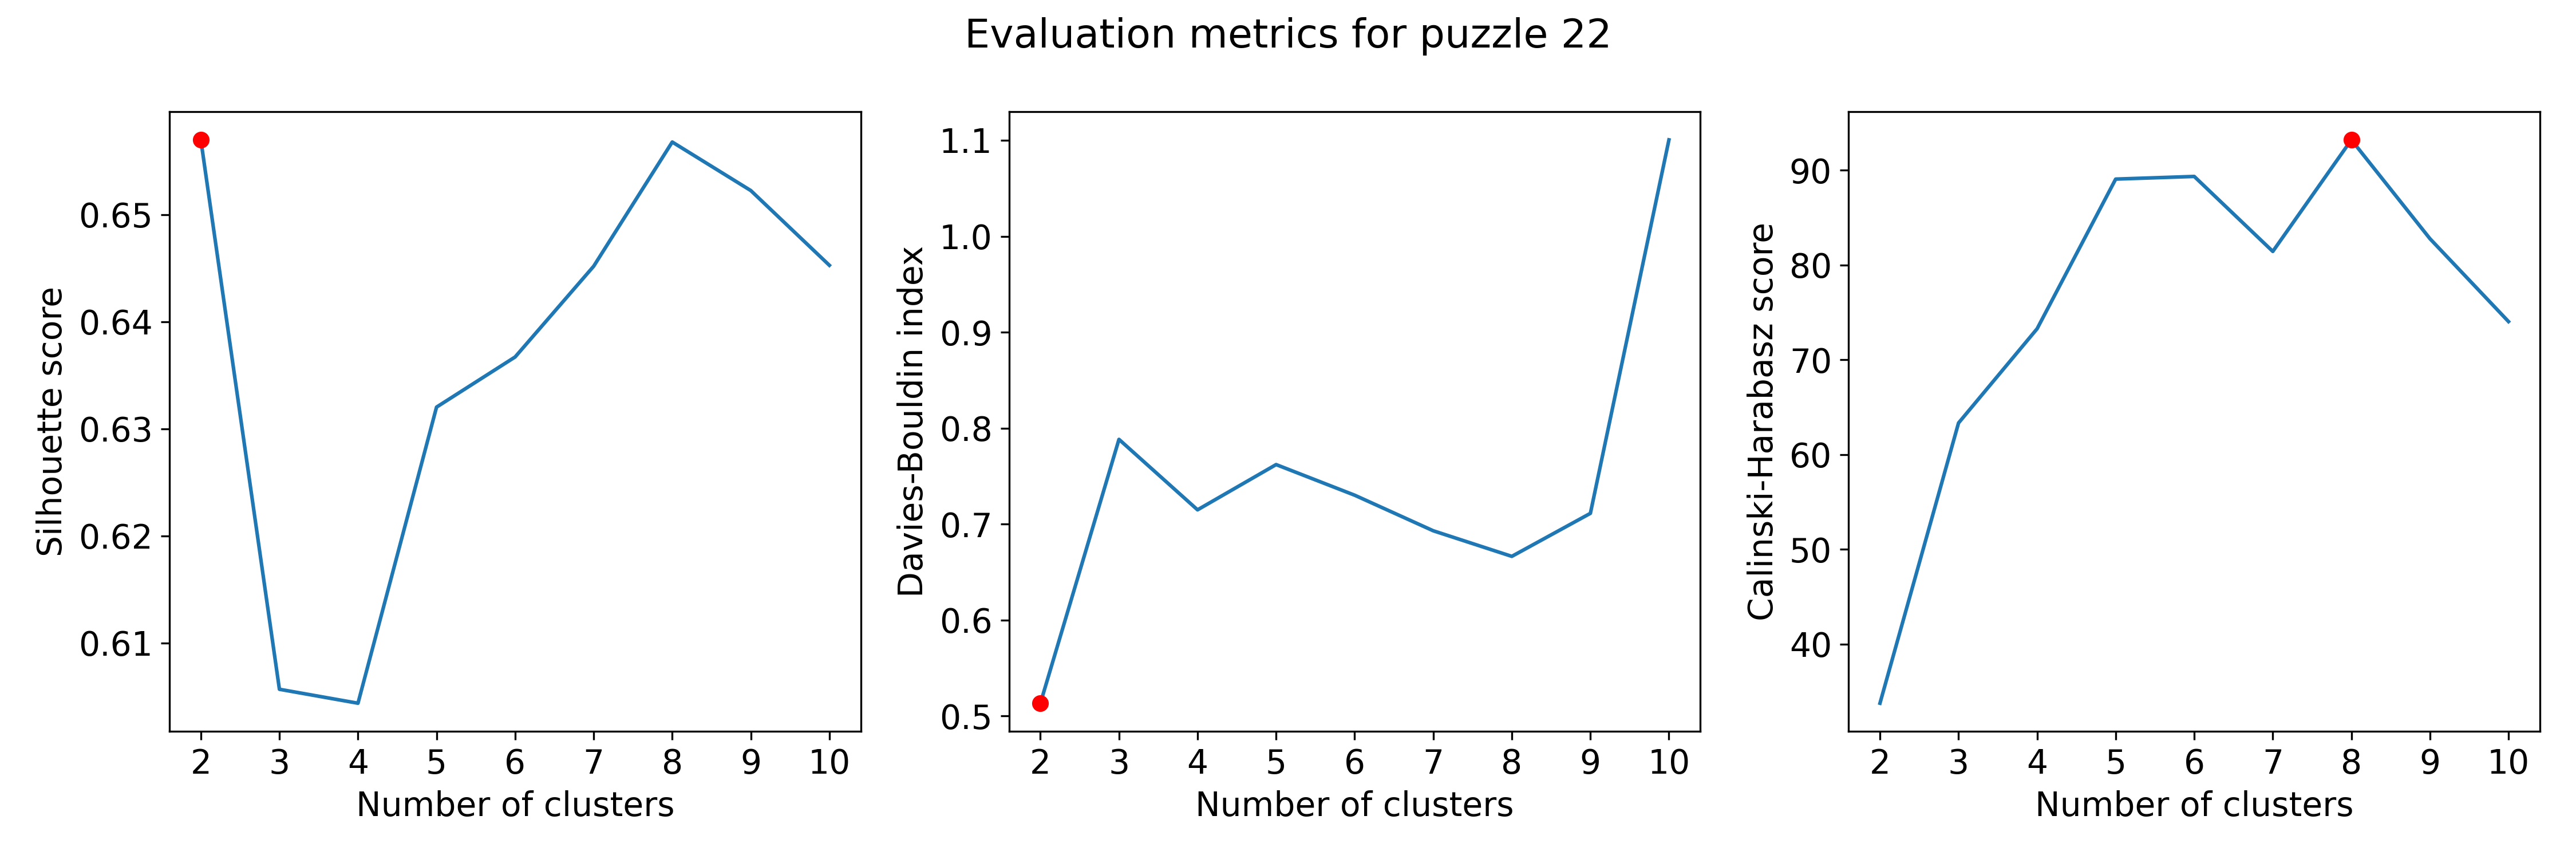 Evaluation metrics for puzzle 22
Silhouette score
0.65
0.64
0.63
0.62
0.61
2 3 4 5 6 7 8 9 10
Number of clusters
Davies-Bouldin index
1.1
1.0
0.9
0.8
0.7
0.6
0.5
2 3 4 5 6 7 8 9 10
Number of clusters
Calinski-Harabasz score
90
80
70
60
50
40
2 3 4 5 6 7 8 9 10
Number of clusters